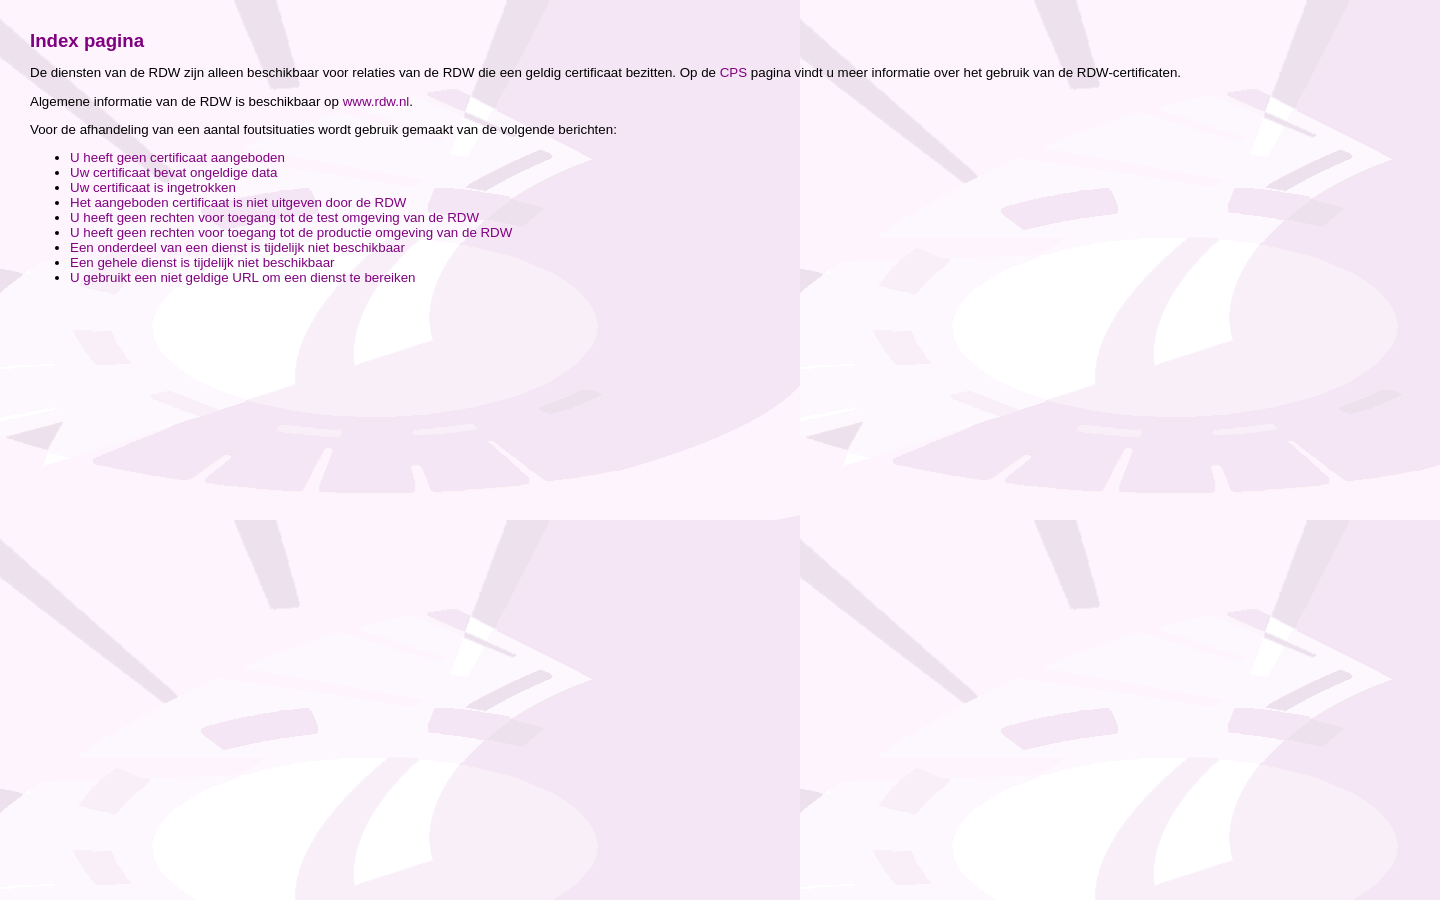 Index pagina
De diensten van de RDW zijn alleen beschikbaar voor relaties van de RDW die een geldig certificaat bezitten. Op de CPS pagina vindt u meer informatie over het gebruik van de RDW-certificaten.
Algemene informatie van de RDW is beschikbaar op www.rdw.nl.
Voor de afhandeling van een aantal foutsituaties wordt gebruik gemaakt van de volgende berichten:
• U heeft geen certificaat aangeboden
• Uw certificaat bevat ongeldige data
• Uw certificaat is ingetrokken
• Het aangeboden certificaat is niet uitgeven door de RDW
• U heeft geen rechten voor toegang tot de test omgeving van de RDW
• U heeft geen rechten voor toegang tot de productie omgeving van de RDW
• Een onderdeel van een dienst is tijdelijk niet beschikbaar
• Een gehele dienst is tijdelijk niet beschikbaar
• U gebruikt een niet geldige URL om een dienst te bereiken